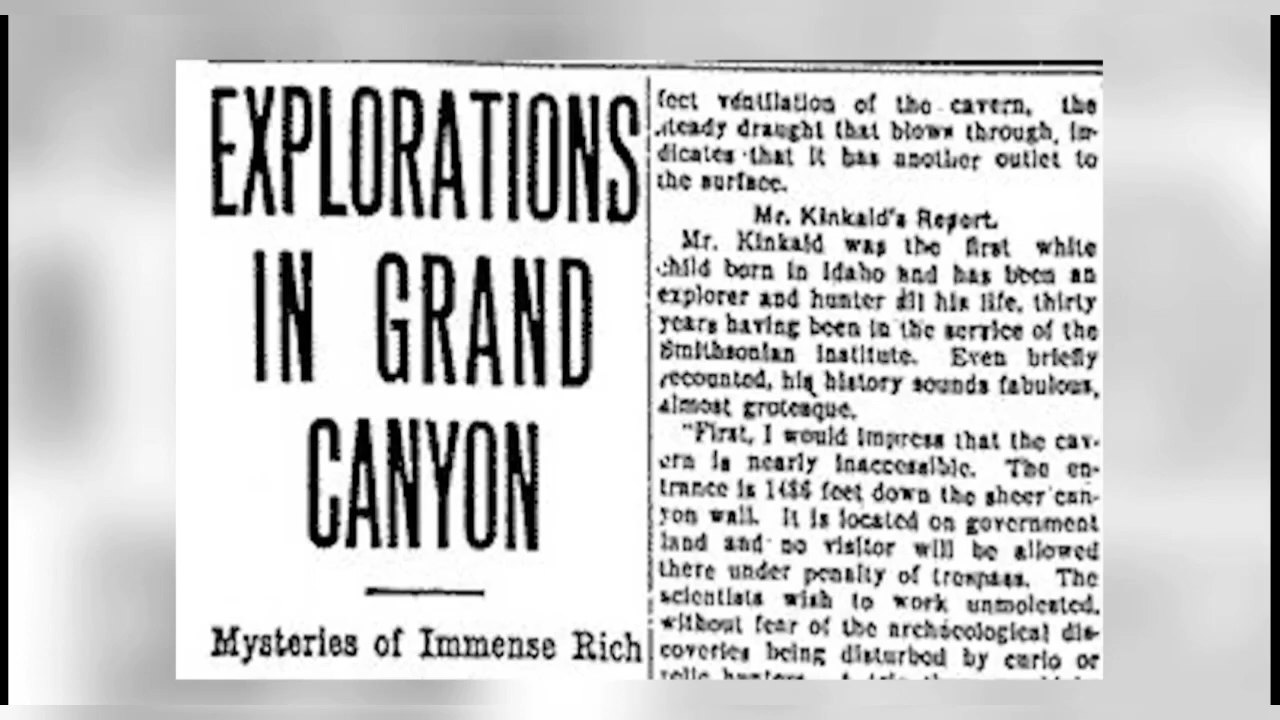 EXPLORATIONS
IN GRAND
CANYON
Mysteries of Immense Rich
fect ventilation of the cavern, the
steady draught that blows through, in-
dicates that it has another outlet to
the surface.
Mr. Kinkaid's Report.
Mr. Kinkaid was the first white
child born in Idaho and has been an
explorer and hunter all his life, thirty
years having been in the service of the
Smithsonian Institute. Even briefly
recounted, his history sounds fabulous,
almost grotesque.
"First, I would impress that the cav-
ern is nearly inaccessible. The en-
trance is 1486 feet down the sheer can-
yon wall. It is located on government
land and no visitor will be allowed
there under penalty of trespass. The
scientists wish to work unmolested,
without fear of the archaeological dis-
coveries being disturbed by curio or
relic hunters. A trip